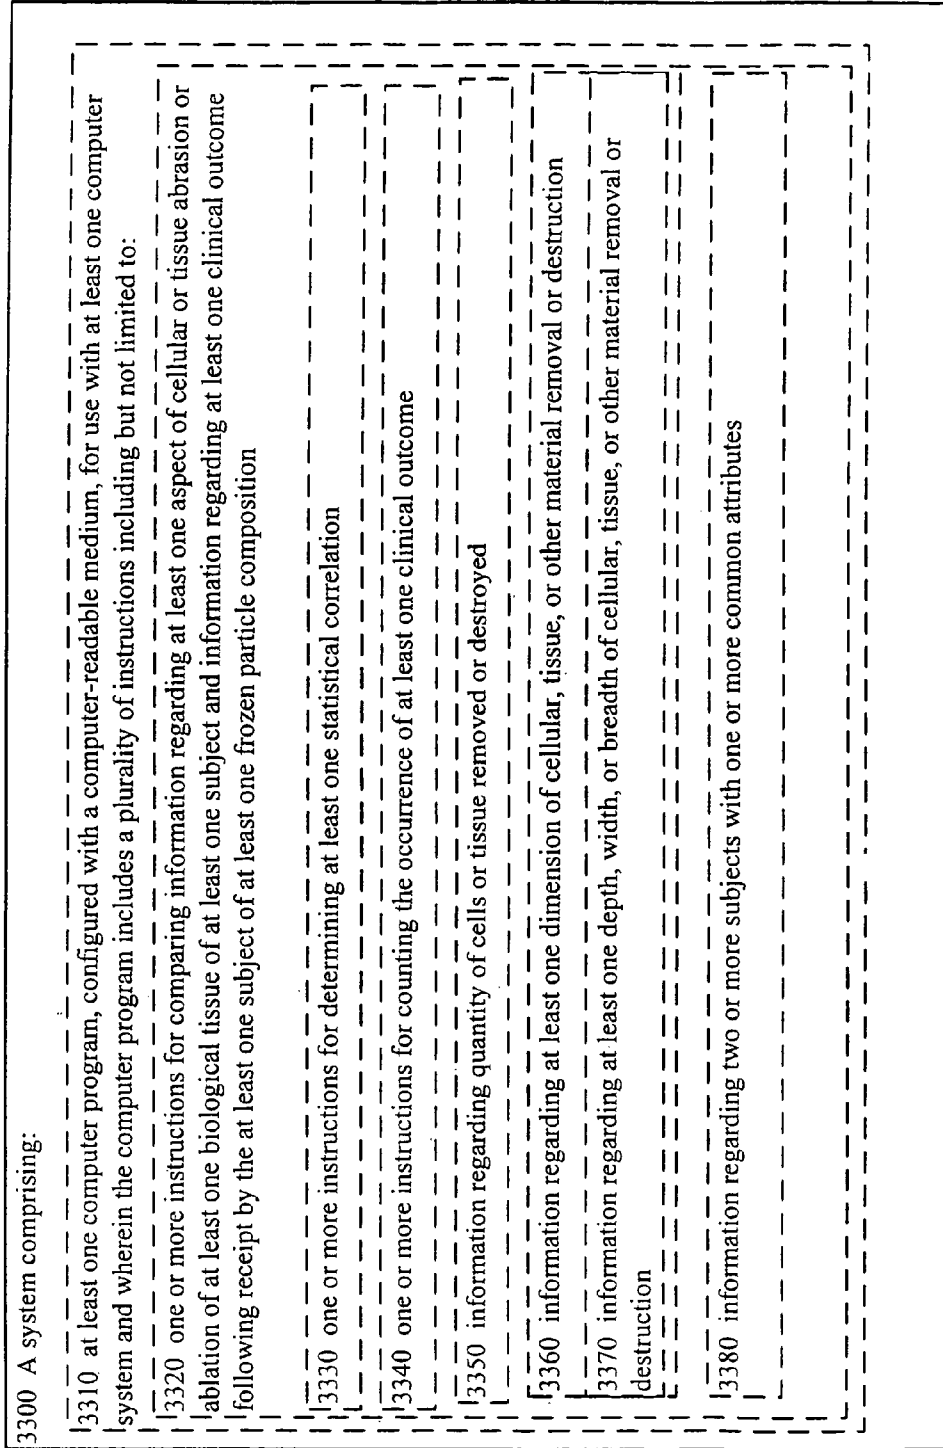 3300 A system comprising:
3310 at least one computer program, configured with a computer-readable medium, for use with at least one computer
system and wherein the computer program includes a plurality of instructions including but not limited to:
3320 one or more instructions for comparing information regarding at least one aspect of cellular or tissue abrasion or
ablation of at least one biological tissue of at least one subject and information regarding at least one clinical outcome
following receipt by the at least one subject of at least one frozen particle composition
3330 one or more instructions for determining at least one statistical correlation
3340 one or more instructions for counting the occurrence of at least one clinical outcome
3350 information regarding quantity of cells or tissue removed or destroyed
3360 information regarding at least one dimension of cellular, tissue, or other material removal or destruction
3370 information regarding at least one depth, width, or breadth of cellular, tissue, or other material removal or
destruction
3380 information regarding two or more subjects with one or more common attributes